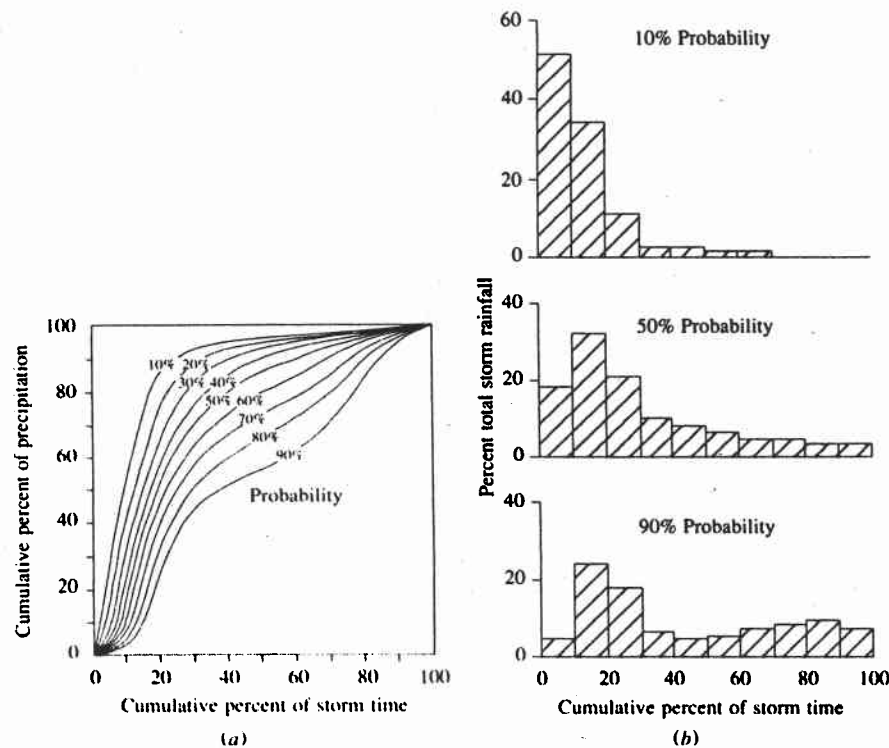 100
80
60
40
20
0
Cumulative percent of precipitation
10% 20%
30% 40%
50% 60%
70%
80%
90%
Probability
0 20 40 60 80 100
Cumulative percent of storm time
(a)
60
40
20
0
10% Probability
40
20
0
50% Probability
Percent total storm rainfall
40
20
0
90% Probability
0 20 40 60 80 100
Cumulative percent of storm time
(b)